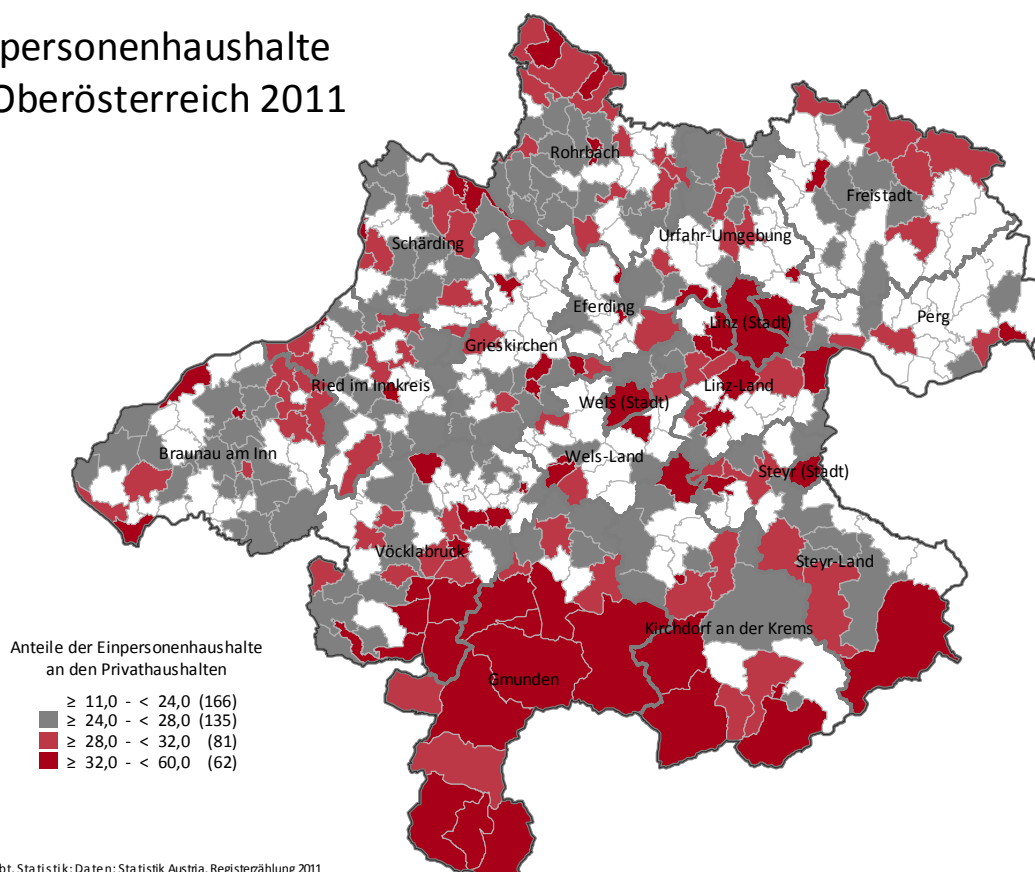 npersonenhaushalte
Oberösterreich 2011
Rohrbach
Freistadt
Urfahr-Umgebung
Schärding
Eferding
Perg
Linz (Stadt)
Grieskirchen
Ried im Innkreis
Linz-Land
Wels (Stadt)
Braunau am Inn
Wels-Land
Steyr (Stadt)
Vöcklabruck
Steyr-Land
Kirchdorf an der Krems
Gmunden
Anteile der Einpersonenhaushalte
an den Privathaushalten
≥ 11,0 - < 24,0 (166)
≥ 24,0 - < 28,0 (135)
≥ 28,0 - < 32,0 (81)
≥ 32,0 - < 60,0 (62)
bt. Statistik; Daten: Statistik Austria, Registerzählung 2011